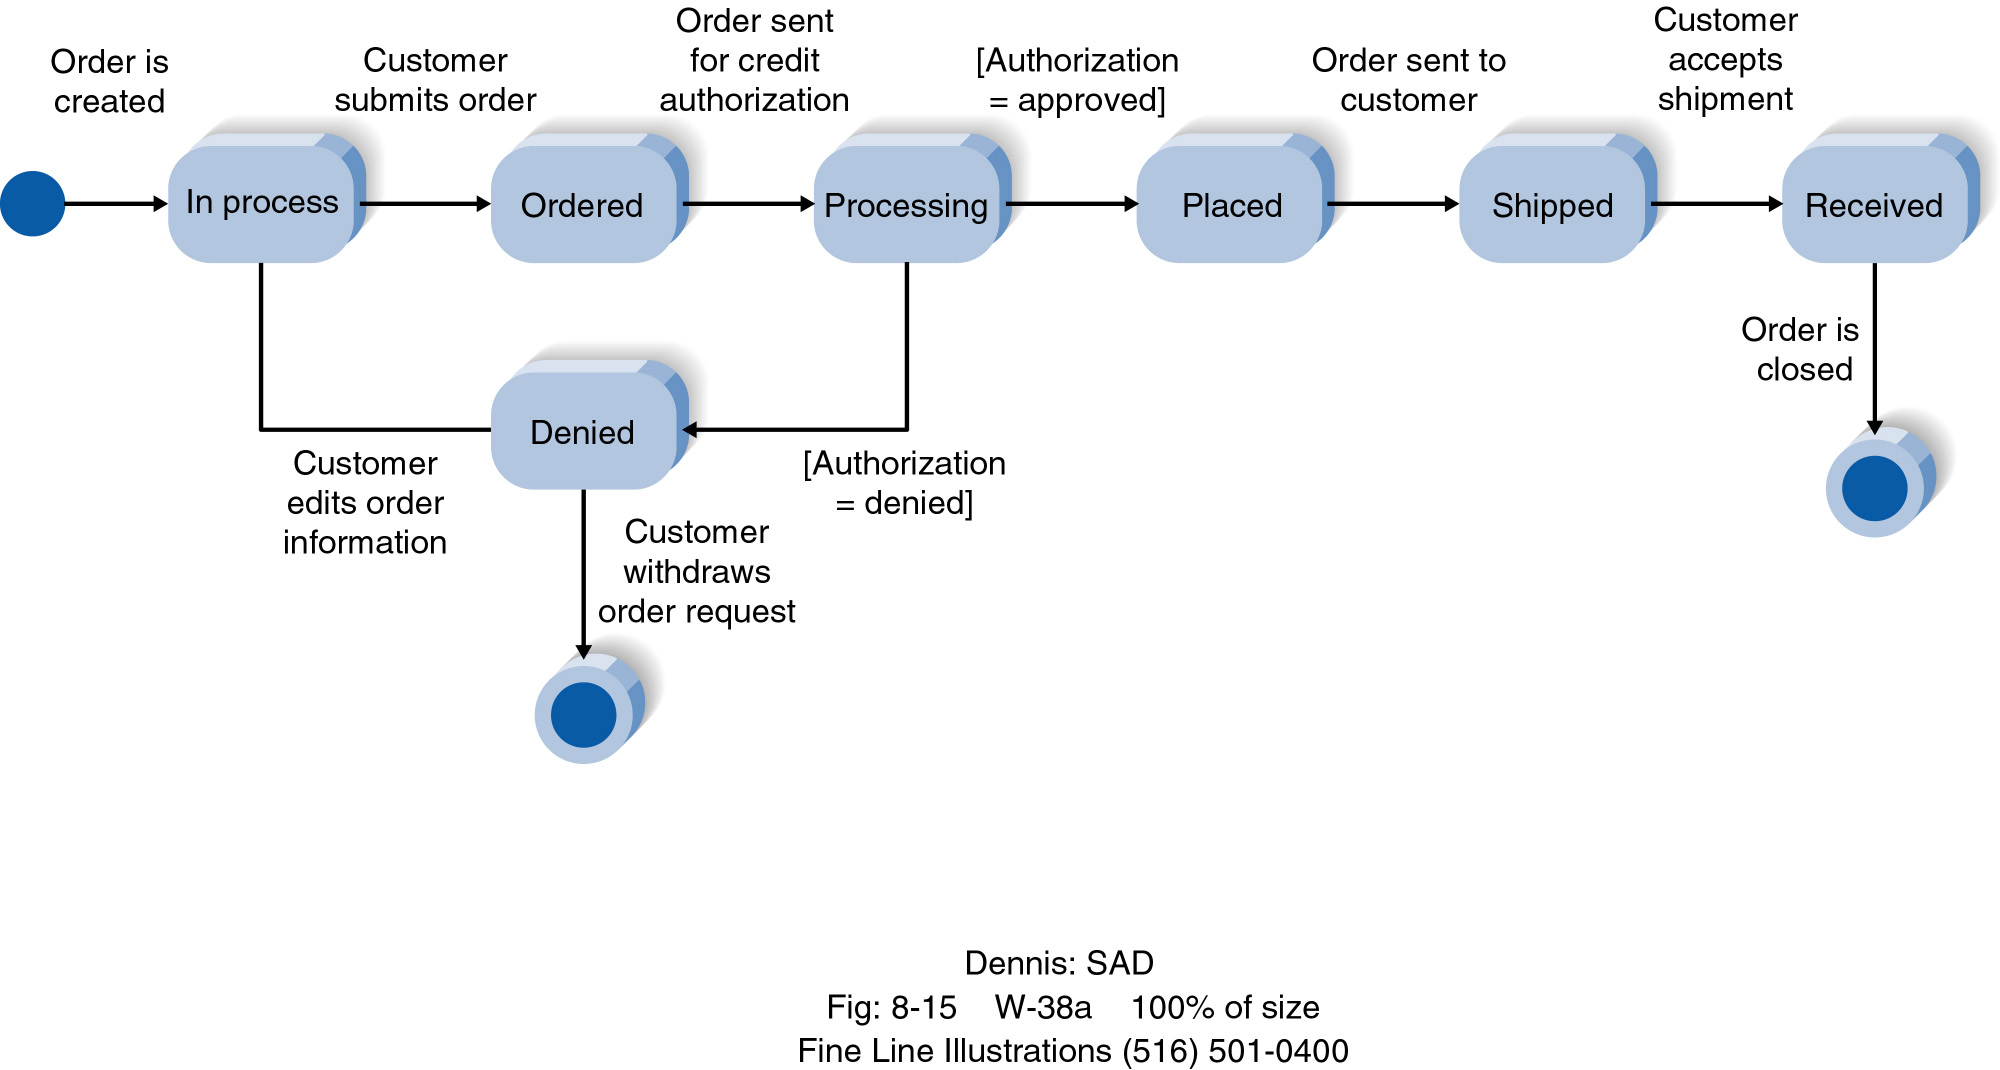 Order is
created
Customer
submits order
Order sent
for credit
authorization
[Authorization
= approved]
Order sent to
customer
Customer
accepts
shipment
In process
Ordered
Processing
Placed
Shipped
Received
Order is
closed
Denied
Customer
edits order
information
[Authorization
= denied]
Customer
withdraws
order request
Dennis: SAD
Fig: 8-15 W-38a 100% of size
Fine Line Illustrations (516) 501-0400